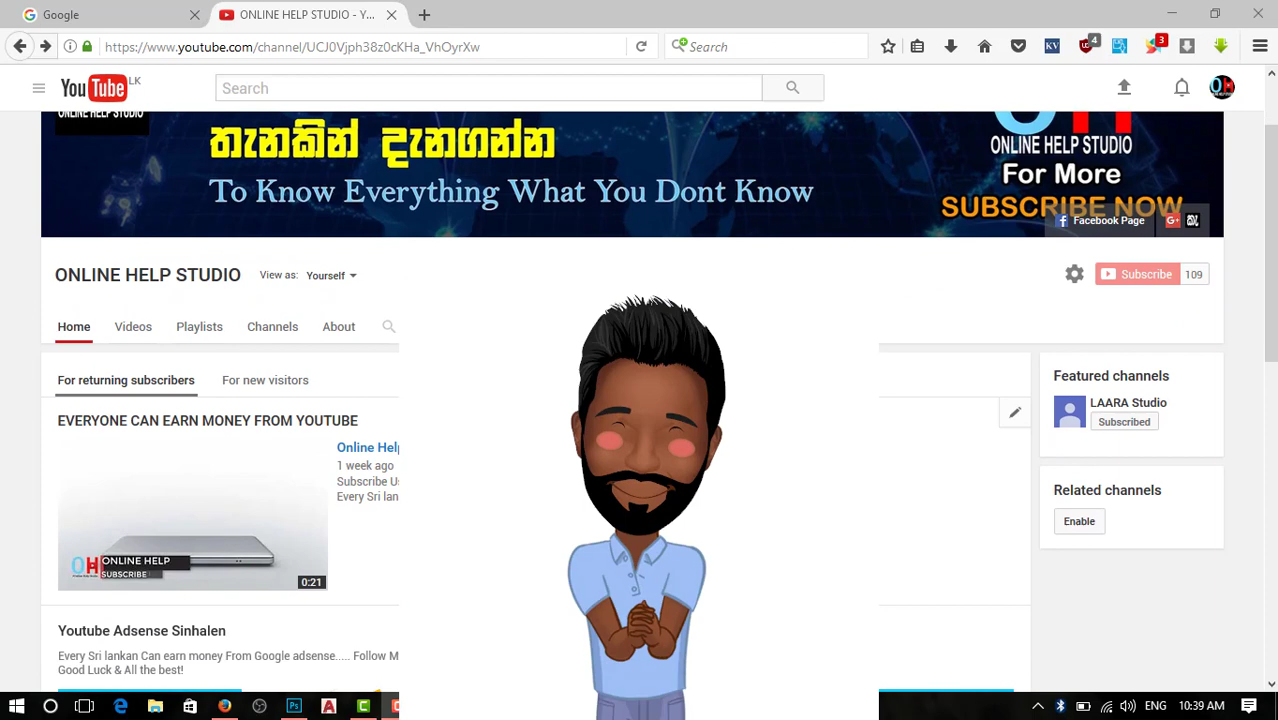 Google
ONLINE HELP STUDIO - Y...
https://www.youtube.com/channel/UCJ0Vjph38z0cKHa_VhOYrXw
Search
4
3
YouTube LK
Search
ONLINE HELP STUDIO
තැනකින් දැනගන්න
To Know Everything What You Dont Know
OH
ONLINE HELP STUDIO
For More
SUBSCRIBE NOW
Facebook Page
G+
ONLINE HELP STUDIO
View as: Yourself
Subscribe 109
Home Videos Playlists Channels About
For returning subscribers For new visitors
EVERYONE CAN EARN MONEY FROM YOUTUBE
Online Help
1 week ago
Subscribe U
Every Sri lan
OH ONLINE HELP
SUBSCRIBE
0:21
Youtube Adsense Sinhalen
Every Sri lankan Can earn money From Google adsense..... Follow M
Good Luck & All the best!
Featured channels
LAARA Studio
Subscribed
Related channels
Enable
ENG 10:39 AM